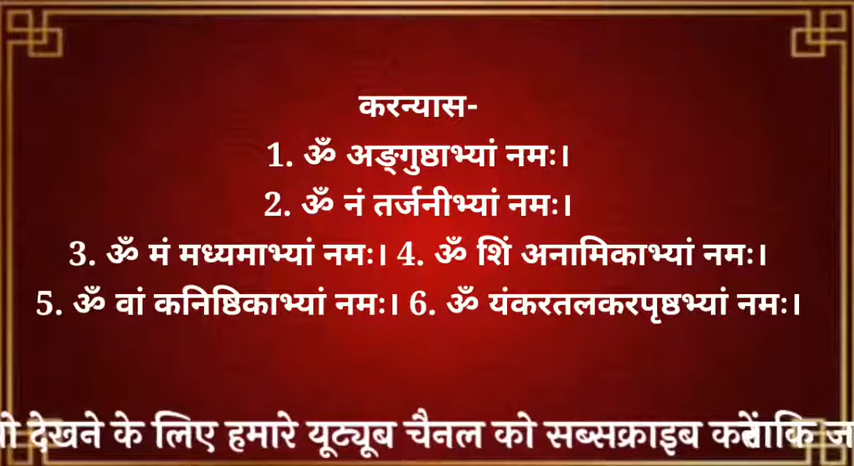 करन्यास-
1. ॐ अङ्गुष्ठाभ्यां नमः।
2. ॐ नं तर्जनीभ्यां नमः।
3. ॐ मं मध्यमाभ्यां नमः। 4. ॐ शिं अनामिकाभ्यां नमः।
5. ॐ वां कनिष्ठिकाभ्यां नमः। 6. ॐ यंकरतलकरपृष्ठभ्यां नमः।
देखने के लिए हमारे यूट्यूब चैनल को सब्सक्राइब